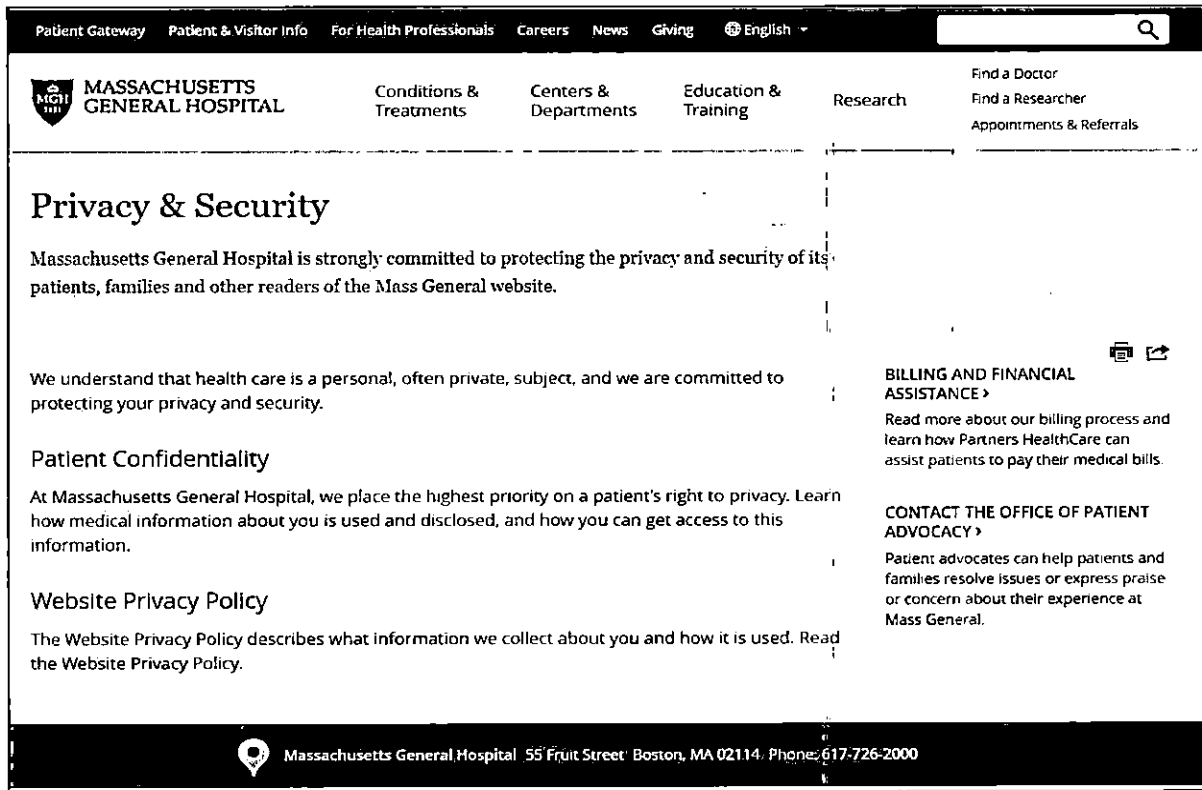 Patient Gateway Patient & Visitor Info For Health Professionals Careers News Giving English
MGH
1811
MASSACHUSETTS
GENERAL HOSPITAL
Conditions &
Treatments
Centers &
Departments
Education &
Training
Research
Find a Doctor
Find a Researcher
Appointments & Referrals
Privacy & Security
Massachusetts General Hospital is strongly committed to protecting the privacy and security of its
patients, families and other readers of the Mass General website.
We understand that health care is a personal, often private, subject, and we are committed to
protecting your privacy and security.
Patient Confidentiality
At Massachusetts General Hospital, we place the highest priority on a patient's right to privacy. Learn
how medical information about you is used and disclosed, and how you can get access to this
information.
Website Privacy Policy
The Website Privacy Policy describes what information we collect about you and how it is used. Read
the Website Privacy Policy.
BILLING AND FINANCIAL
ASSISTANCE ›
Read more about our billing process and
learn how Partners HealthCare can
assist patients to pay their medical bills.
CONTACT THE OFFICE OF PATIENT
ADVOCACY ›
Patient advocates can help patients and
families resolve issues or express praise
or concern about their experience at
Mass General.
Massachusetts General Hospital 55 Fruit Street Boston, MA 02114 Phone: 617-726-2000